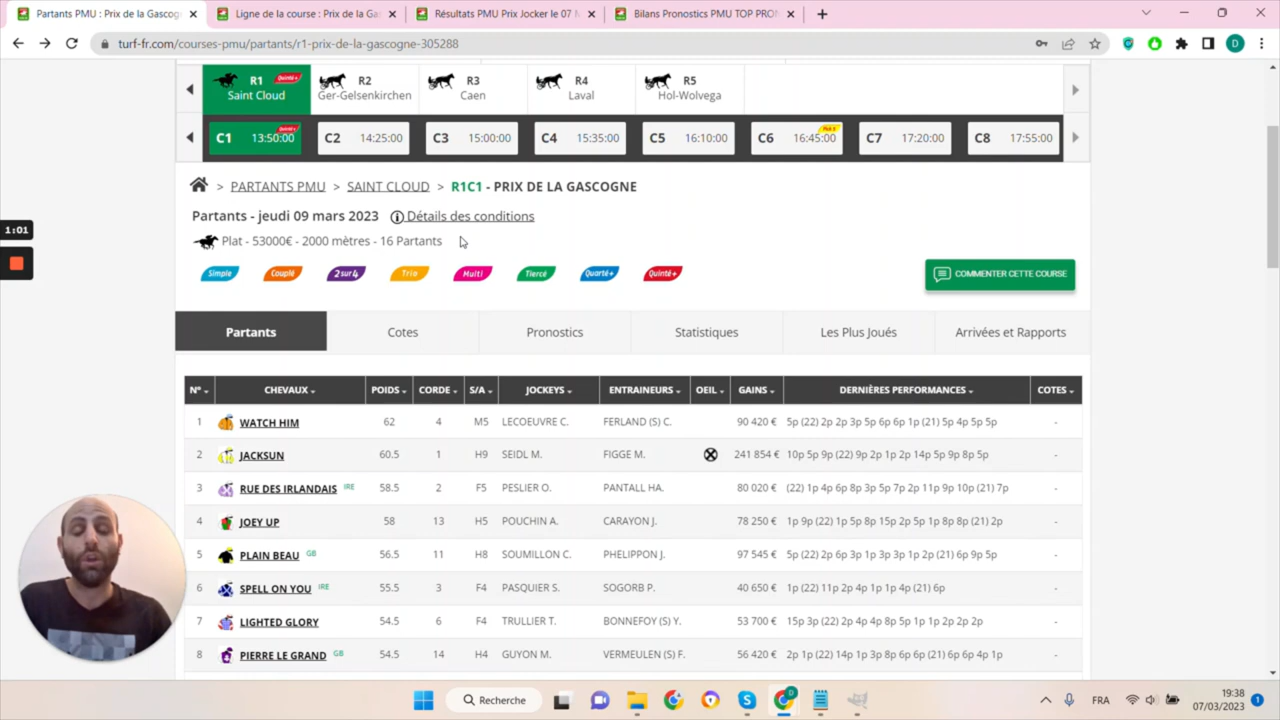 Partants PMU : Prix de la Gascog
Ligne de la course : Prix de la Ga
Résultats PMU Prix Jocker le 07 M
Bilans Pronostics PMU TOP PRO
turf-fr.com/courses-pmu/partants/r1-prix-de-la-gascogne-305288
D
R1 Quinté+
Saint Cloud
R2
Ger-Gelsenkirchen
R3
Caen
R4
Laval
R5
Hol-Wolvega
C1 13:50:00 Quinté+
C2 14:25:00
C3 15:00:00
C4 15:35:00
C5 16:10:00
C6 16:45:00
C7 17:20:00
C8 17:55:00
> PARTANTS PMU > SAINT CLOUD > R1C1 - PRIX DE LA GASCOGNE
1:01
Partants - jeudi 09 mars 2023 Détails des conditions
Plat - 53000€ - 2000 mètres - 16 Partants
Simple Couplé 2sur4 Trio Multi Tiercé Quarté+ Quinté+
COMMENTER CETTE COURSE
Partants Cotes Pronostics Statistiques Les Plus Joués Arrivées et Rapports
N° CHEVAUX POIDS CORDE S/A JOCKEYS ENTRAINEURS OEIL GAINS DERNIÈRES PERFORMANCES COTES
1 WATCH HIM 62 4 M5 LECOEUVRE C. FERLAND (S) C. 90 420 € 5p (22) 2p 2p 3p 5p 6p 6p 1p (21) 5p 4p 5p 5p -
2 JACKSUN 60.5 1 H9 SEIDL M. FIGGE M. 241 854 € 10p 5p 9p (22) 9p 2p 1p 2p 14p 5p 9p 8p 5p -
3 RUE DES IRLANDAIS IRE 58.5 2 F5 PESLIER O. PANTALL HA. 80 020 € (22) 1p 4p 6p 8p 3p 5p 7p 2p 11p 9p 10p (21) 7p -
4 JOEY UP 58 13 H5 POUCHIN A. CARAYON J. 78 250 € 1p 9p (22) 1p 5p 8p 15p 2p 5p 1p 8p 8p (21) 2p -
5 PLAIN BEAU GB 56.5 11 H8 SOUMILLON C. PHELIPPON J. 97 545 € 5p (22) 2p 6p 3p 1p 3p 3p 1p 2p (21) 6p 9p 5p -
6 SPELL ON YOU IRE 55.5 3 F4 PASQUIER S. SOGORB P. 40 650 € 1p (22) 11p 2p 4p 1p 1p 4p (21) 6p -
7 LIGHTED GLORY 54.5 6 F4 TRULLIER T. BONNEFOY (S) Y. 53 700 € 15p 3p (22) 2p 4p 4p 8p 5p 1p 1p 2p 2p 2p -
8 PIERRE LE GRAND GB 54.5 14 H4 GUYON M. VERMEULEN (S) F. 56 420 € 2p 1p (22) 14p 1p 3p 8p 6p 6p (21) 6p 6p 4p 1p -
Recherche
FRA
19:38
07/03/2023
1